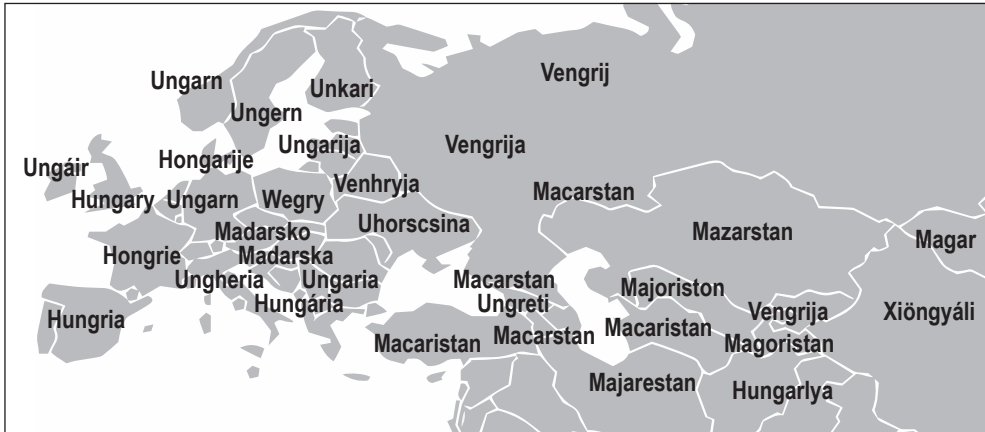 Vengrij
Ungarn
Unkari
Ungern
Ungarija
Vengrija
Hongarije
Ungáir
Venhryja
Macarstan
Hungary
Ungarn
Wegry
Uhorscsina
Madarsko
Mazarstan
Magar
Hongrie
Madarska
Ungheria
Ungaria
Macarstan
Majoriston
Hungária
Ungreti
Vengrija
Xiöngyáli
Hungria
Macaristan
Macarstan
Macaristan
Magoristan
Majarestan
Hungarlya